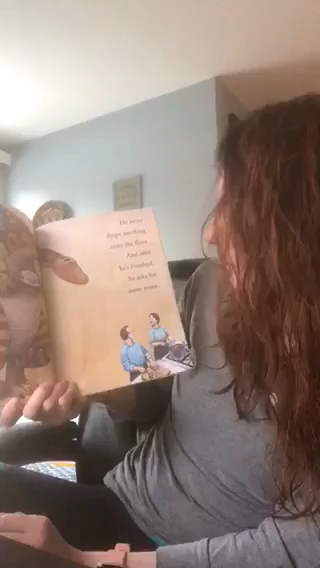 He never
drops anything
onto the floor.
And after
he's finished,
he asks for
some more.